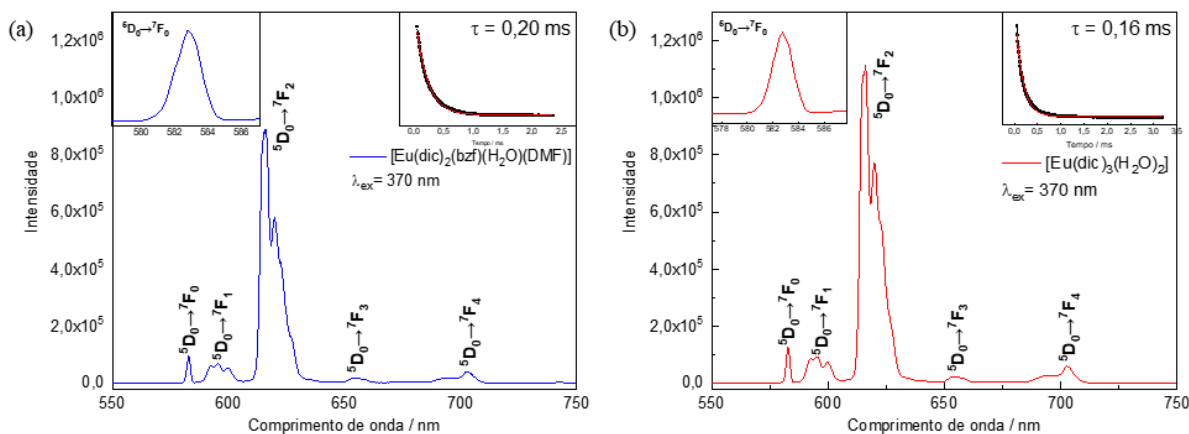 (a)
⁵D₀→⁷F₀
τ = 0,20 ms
1,2x10⁶
1,0x10⁶
8,0x10⁵
6,0x10⁵
4,0x10⁵
2,0x10⁵
0,0
Intensidade
580 582 584 586
0,0 0,5 1,0 1,5 2,0 2,5
Tempo / ms
[Eu(dic)₂(bzf)(H₂O)(DMF)]
λₑₓ= 370 nm
⁵D₀→⁷F₀
⁵D₀→⁷F₁
⁵D₀→⁷F₂
⁵D₀→⁷F₃
⁵D₀→⁷F₄
550 600 650 700 750
Comprimento de onda / nm
(b)
⁵D₀→⁷F₀
τ = 0,16 ms
1,2x10⁶
1,0x10⁶
8,0x10⁵
6,0x10⁵
4,0x10⁵
2,0x10⁵
0,0
Intensidade
578 580 582 584 586
0,0 0,5 1,0 1,5 2,0 2,5 3,0 3,5
Tempo / ms
[Eu(dic)₃(H₂O)₂]
λₑₓ= 370 nm
⁵D₀→⁷F₀
⁵D₀→⁷F₁
⁵D₀→⁷F₂
⁵D₀→⁷F₃
⁵D₀→⁷F₄
550 600 650 700 750
Comprimento de onda / nm